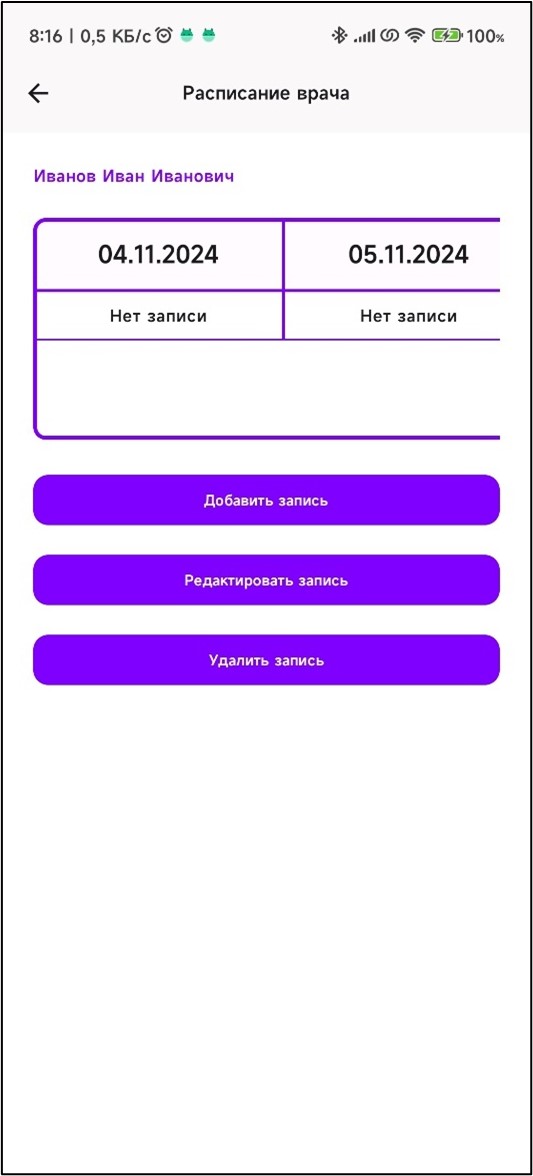 8:16 | 0,5 КБ/с 100%
Расписание врача
Иванов Иван Иванович
04.11.2024 05.11.2024
Нет записи Нет записи
Добавить запись
Редактировать запись
Удалить запись